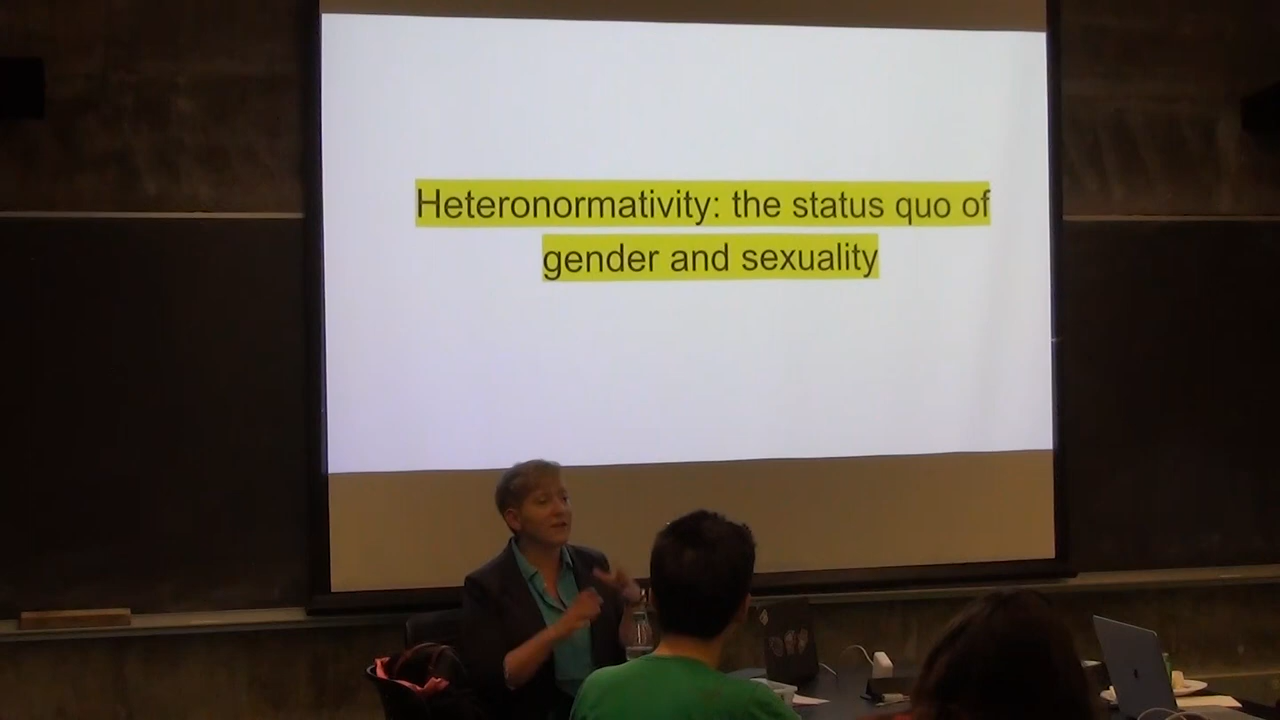 Heteronormativity: the status quo of
gender and sexuality